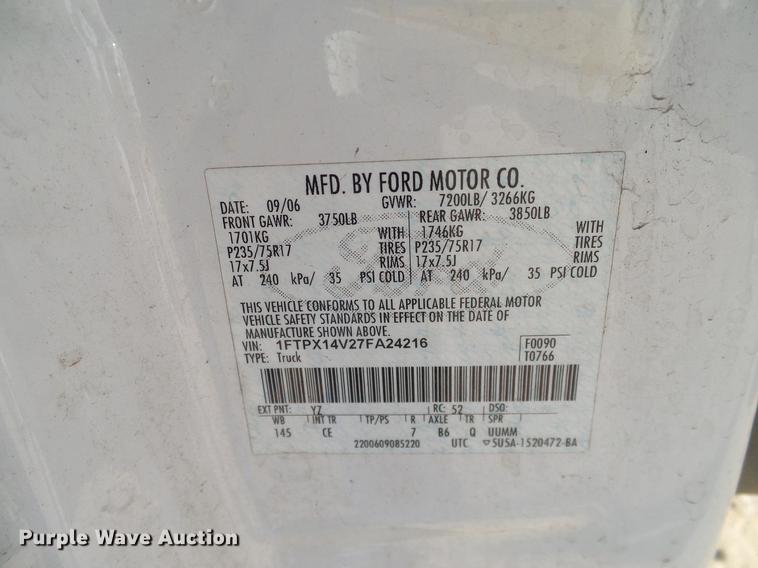 MFD. BY FORD MOTOR CO.
DATE: 09/06 GVWR: 7200LB/ 3266KG
FRONT GAWR: 3750LB REAR GAWR: 3850LB
1701KG WITH 1746KG WITH
P235/75R17 TIRES P235/75R17 TIRES
17x7.5J RIMS 17x7.5J RIMS
AT 240 kPa/ 35 PSI COLD AT 240 kPa/ 35 PSI COLD
THIS VEHICLE CONFORMS TO ALL APPLICABLE FEDERAL MOTOR
VEHICLE SAFETY STANDARDS IN EFFECT ON THE DATE OF
MANUFACTURE SHOWN ABOVE.
VIN: 1FTPX14V27FA24216 F0090
TYPE: Truck T0766
EXT PNT: YZ RC: 52 DSO:
WB INT TR TP/PS R AXLE TR SPR
145 CE 7 B6 Q UUMM
2200609085220 UTC ▽5U5A-1520472-BA
Purple Wave Auction